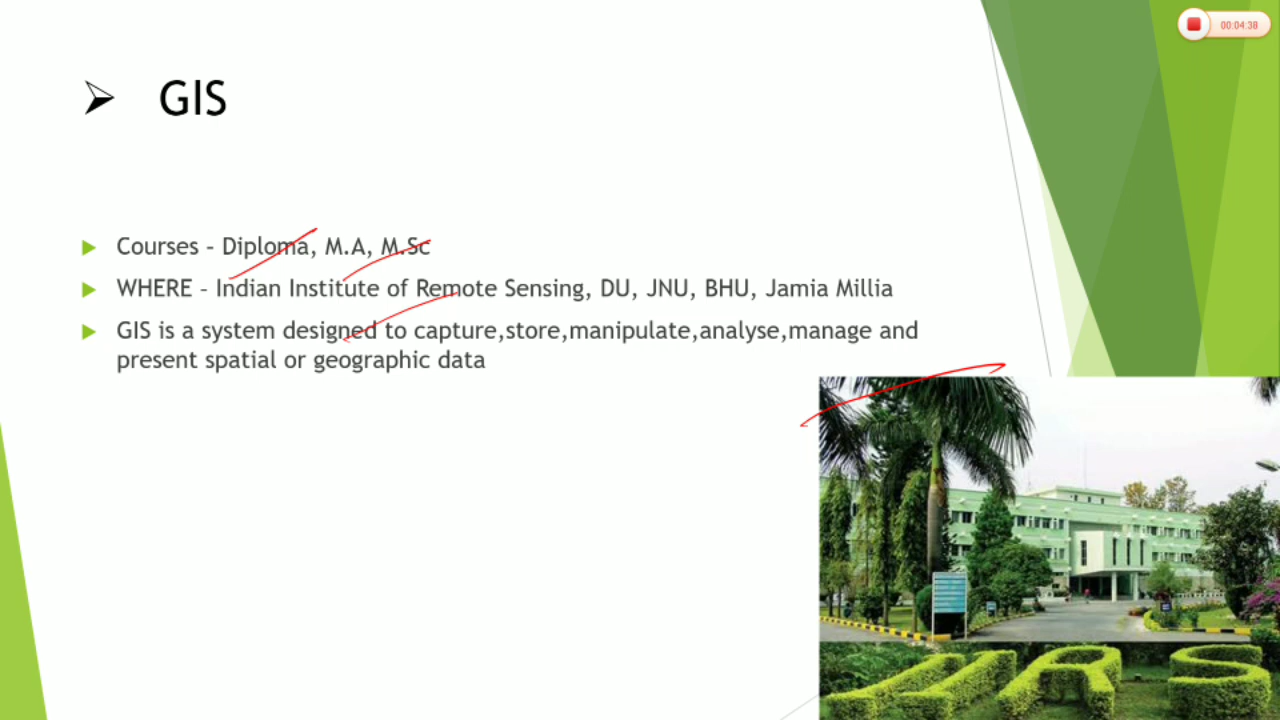 00:04:38
GIS
Courses - Diploma, M.A, M.Sc
WHERE - Indian Institute of Remote Sensing, DU, JNU, BHU, Jamia Millia
GIS is a system designed to capture,store,manipulate,analyse,manage and
present spatial or geographic data